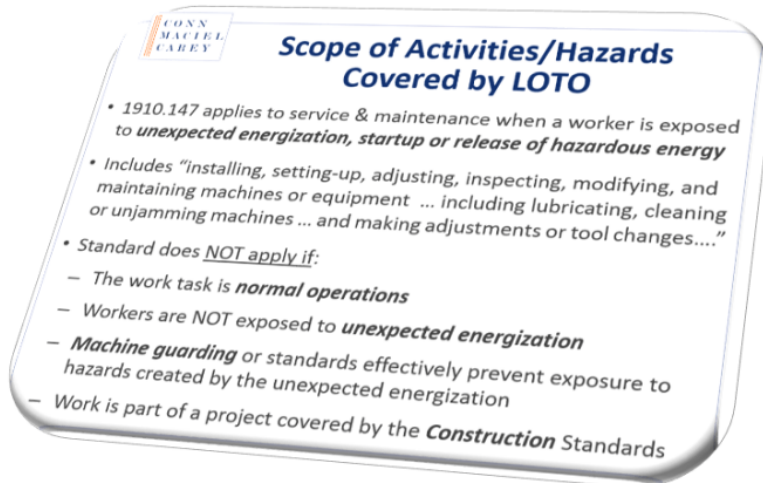 CONN
MACIEL
CAREY
Scope of Activities/Hazards
Covered by LOTO
• 1910.147 applies to service & maintenance when a worker is exposed
to unexpected energization, startup or release of hazardous energy
• Includes “installing, setting-up, adjusting, inspecting, modifying, and
maintaining machines or equipment ... including lubricating, cleaning
or unjamming machines ... and making adjustments or tool changes....”
• Standard does NOT apply if:
– The work task is normal operations
– Workers are NOT exposed to unexpected energization
– Machine guarding or standards effectively prevent exposure to
hazards created by the unexpected energization
– Work is part of a project covered by the Construction Standards